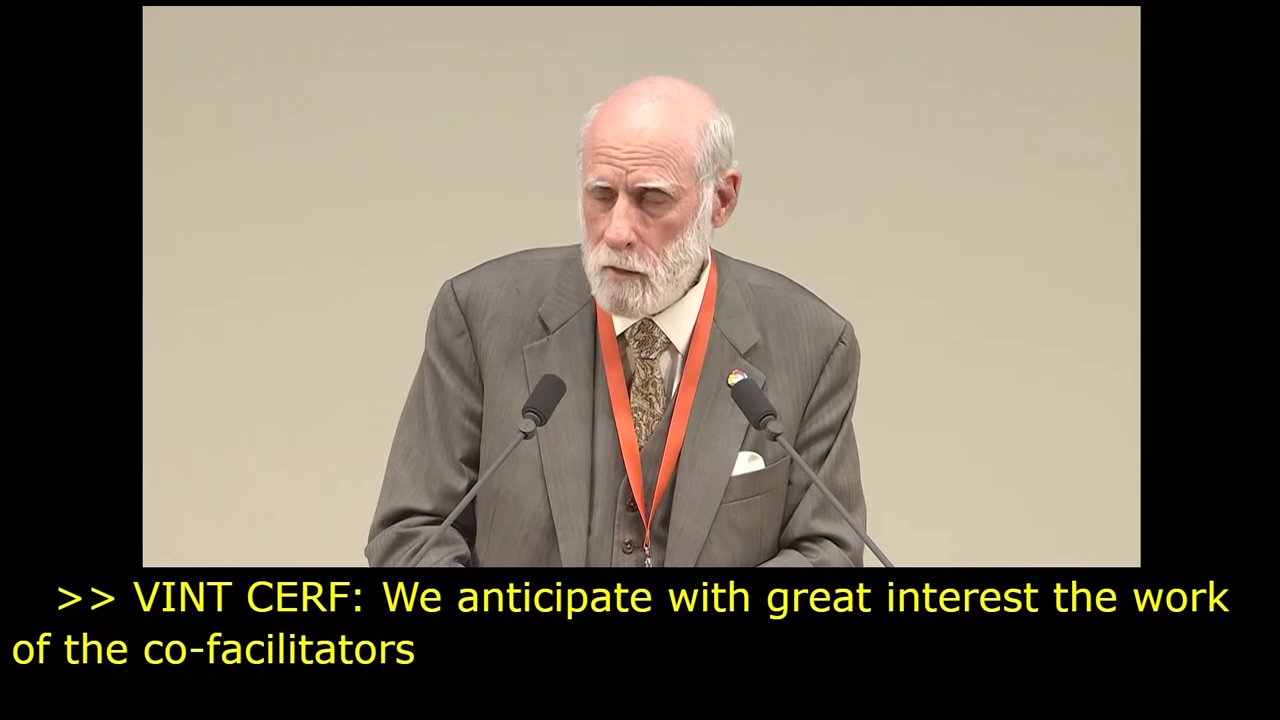 >> VINT CERF: We anticipate with great interest the work
of the co-facilitators